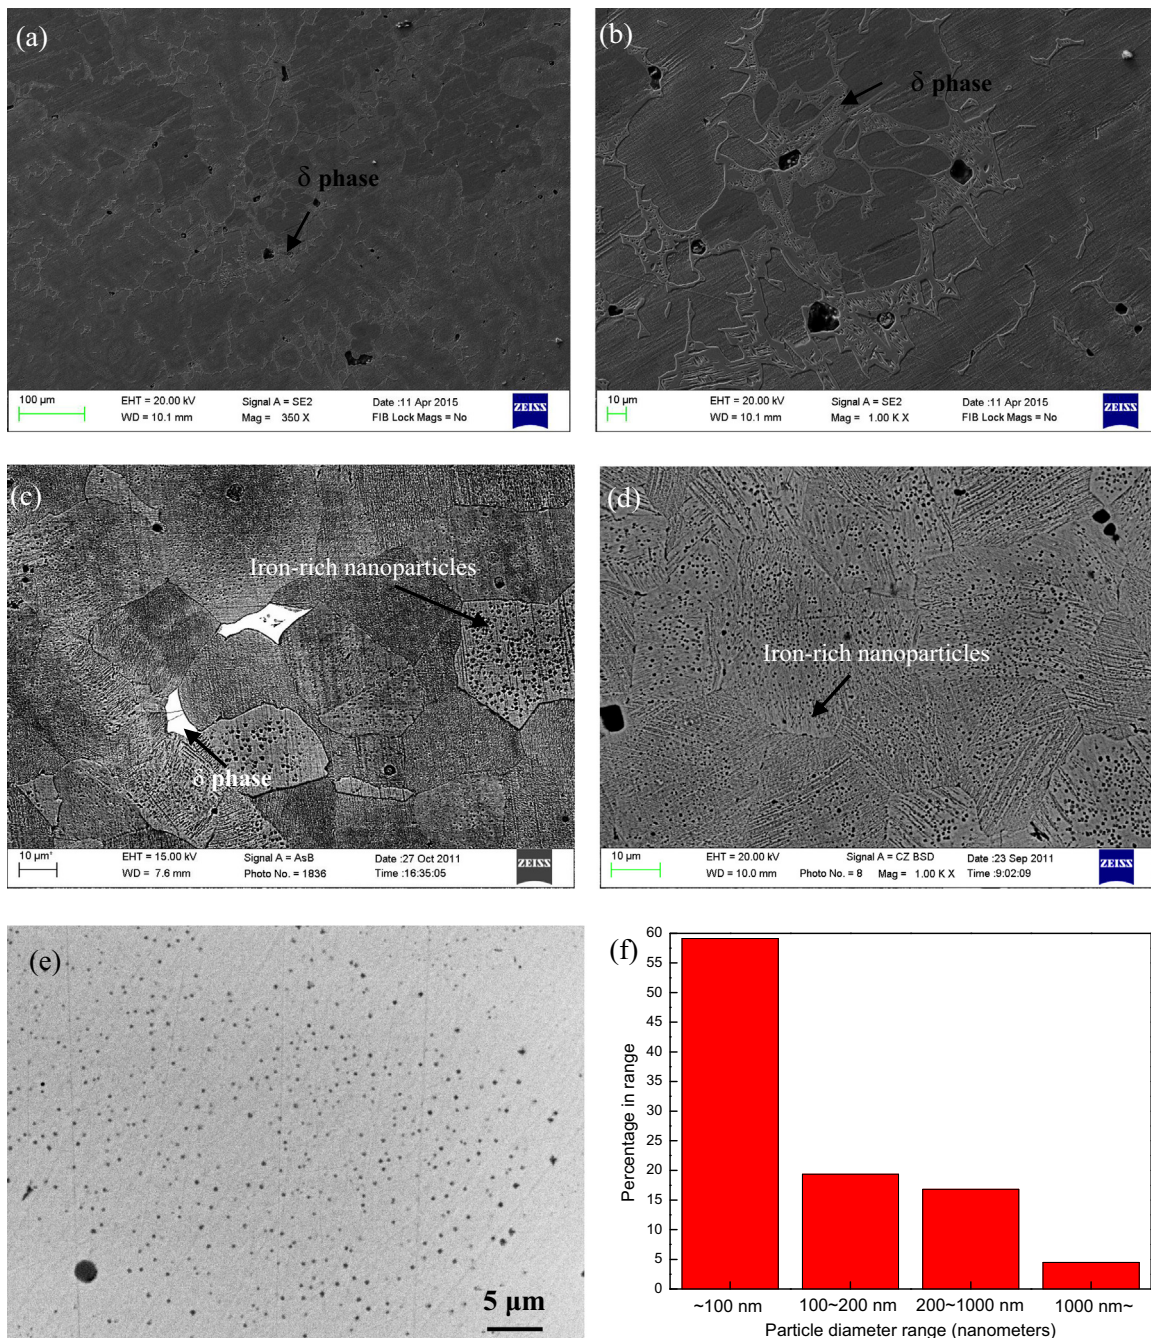 (a)
δ phase
100 µm
EHT = 20.00 kV
Signal A = SE2
Date :11 Apr 2015
WD = 10.1 mm
Mag = 350 X
FIB Lock Mags = No
ZEISS
(b)
δ phase
10 µm
EHT = 20.00 kV
Signal A = SE2
Date :11 Apr 2015
WD = 10.1 mm
Mag = 1.00 K X
FIB Lock Mags = No
ZEISS
(c)
Iron-rich nanoparticles
δ phase
10 µm*
EHT = 15.00 kV
Signal A = AsB
Date :27 Oct 2011
WD = 7.6 mm
Photo No. = 1836
Time :16:35:05
ZEISS
(d)
Iron-rich nanoparticles
10 µm
EHT = 20.00 kV
Signal A = CZ BSD
Date :23 Sep 2011
WD = 10.0 mm
Photo No. = 8
Mag = 1.00 K X
Time :9:02:09
ZEISS
(e)
5 µm
(f)
Percentage in range
60
55
50
45
40
35
30
25
20
15
10
5
0
~100 nm
100~200 nm
200~1000 nm
1000 nm~
Particle diameter range (nanometers)